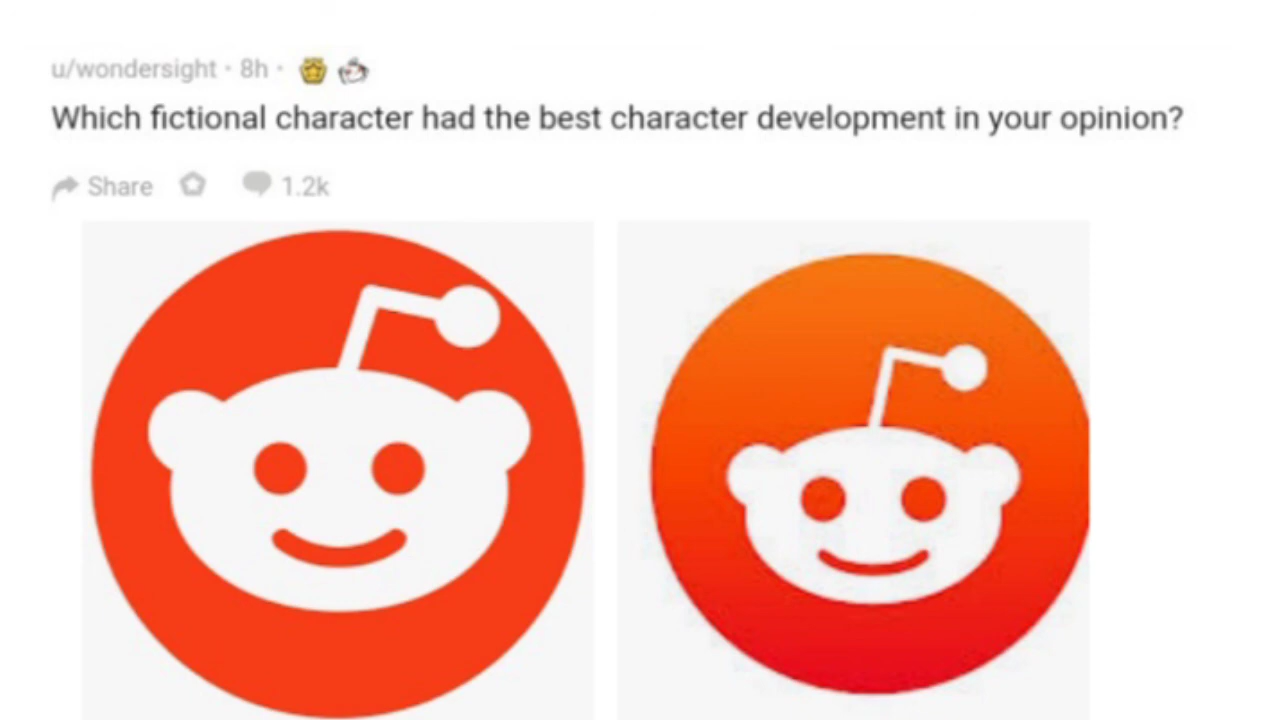 u/wondersight · 8h ·
Which fictional character had the best character development in your opinion?
Share 1.2k